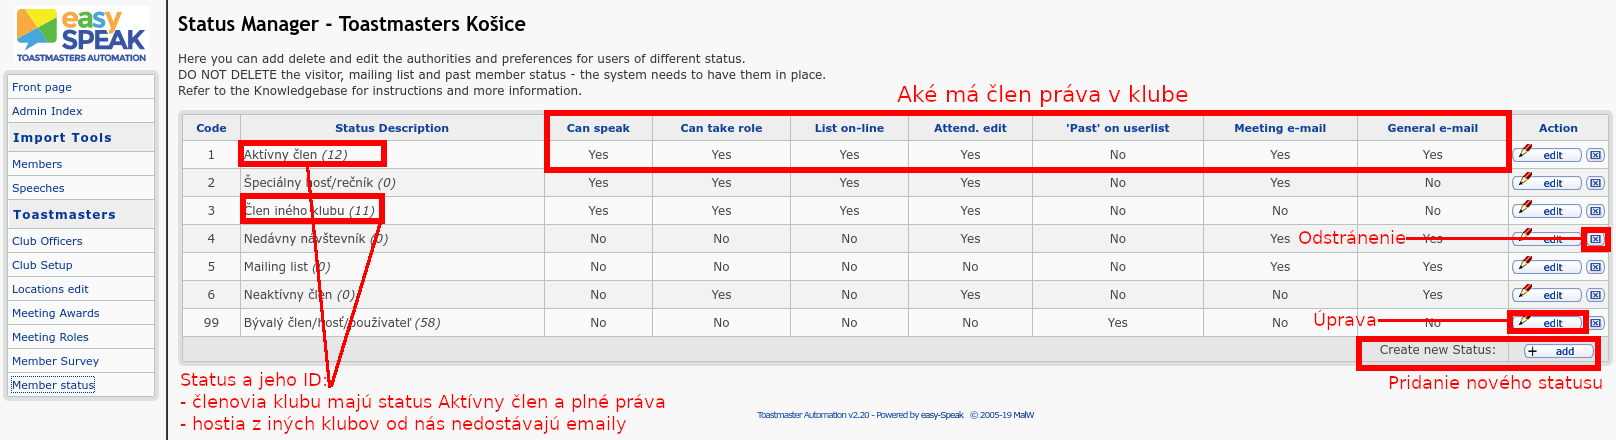 easy
SPEAK
TOASTMASTERS AUTOMATION
Front page
Admin Index
Import Tools
Members
Speeches
Toastmasters
Club Officers
Club Setup
Locations edit
Meeting Awards
Meeting Roles
Member Survey
Member status
Status Manager - Toastmasters Košice
Here you can add delete and edit the authorities and preferences for users of different status.
DO NOT DELETE the visitor, mailing list and past member status - the system needs to have them in place.
Refer to the Knowledgebase for instructions and more information.
Aké má člen práva v klube
Code Status Description Can speak Can take role List on-line Attend. edit 'Past' on userlist Meeting e-mail General e-mail Action
1 Aktívny člen (12) Yes Yes Yes Yes No Yes Yes edit
2 Špeciálny hosť/rečník (0) Yes Yes Yes Yes No Yes No edit
3 Člen iného klubu (11) Yes Yes Yes Yes No No No edit
4 Nedávny návštevník (0) No No No Yes No Yes Yes edit
Odstránenie
5 Mailing list (0) No No No No No Yes Yes edit
6 Neaktívny člen (0) No Yes No Yes No No Yes edit
99 Bývalý člen/hosť/používateľ (58) No No No No Yes No No edit
Úprava
Create new Status: + add
Pridanie nového statusu
Status a jeho ID:
- členovia klubu majú status Aktívny člen a plné práva
- hostia z iných klubov od nás nedostávajú emaily
Toastmaster Automation v2.20 - Powered by easy-Speak © 2005-19 MalW